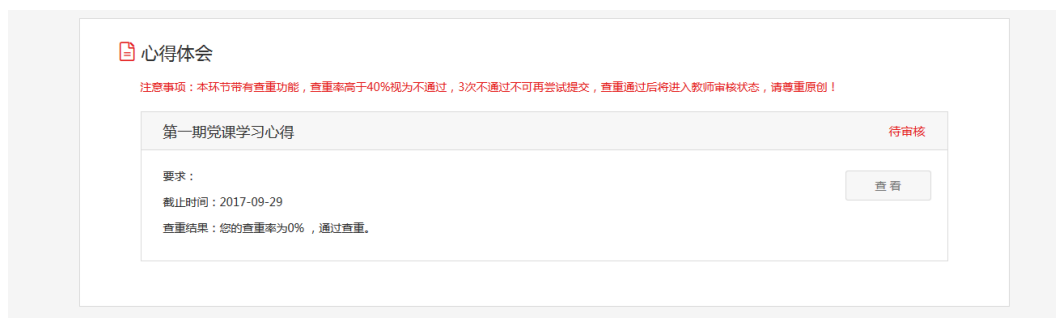 心得体会
注意事项：本环节带有查重功能，查重率高于40%视为不通过，3次不通过不可再尝试提交，查重通过后将进入教师审核状态，请尊重原创！
第一期党课学习心得
待审核
要求：
查 看
截止时间：2017-09-29
查重结果：您的查重率为0% ，通过查重。